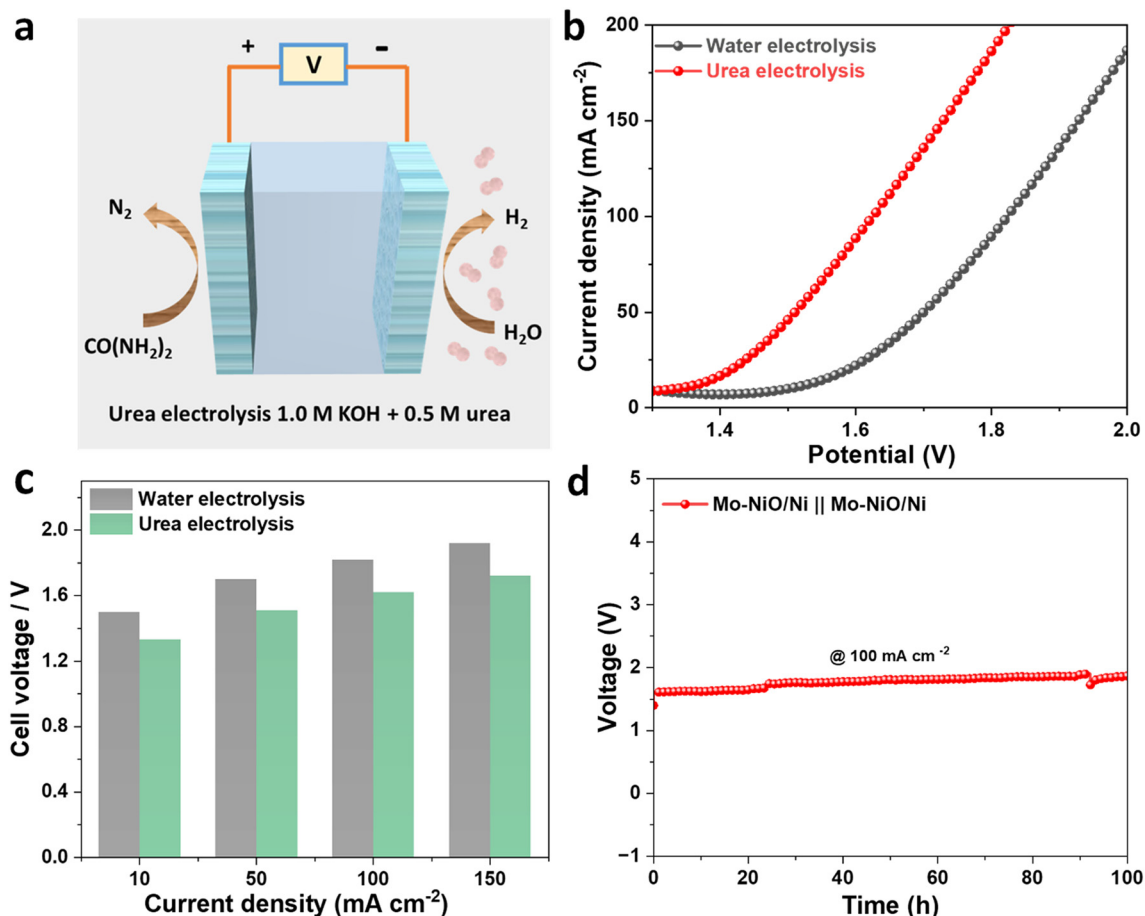 a
+ -
V
N₂
H₂
CO(NH₂)₂
H₂O
Urea electrolysis 1.0 M KOH + 0.5 M urea
b
Water electrolysis
Urea electrolysis
Current density (mA cm⁻²)
200
150
100
50
0
1.4 1.6 1.8 2.0
Potential (V)
c
Water electrolysis
Urea electrolysis
Cell voltage / V
2.0
1.6
1.2
0.8
0.4
0.0
10 50 100 150
Current density (mA cm⁻²)
d
Mo-NiO/Ni || Mo-NiO/Ni
@ 100 mA cm ⁻²
Voltage (V)
5
4
3
2
1
0
−1
0 20 40 60 80 100
Time (h)